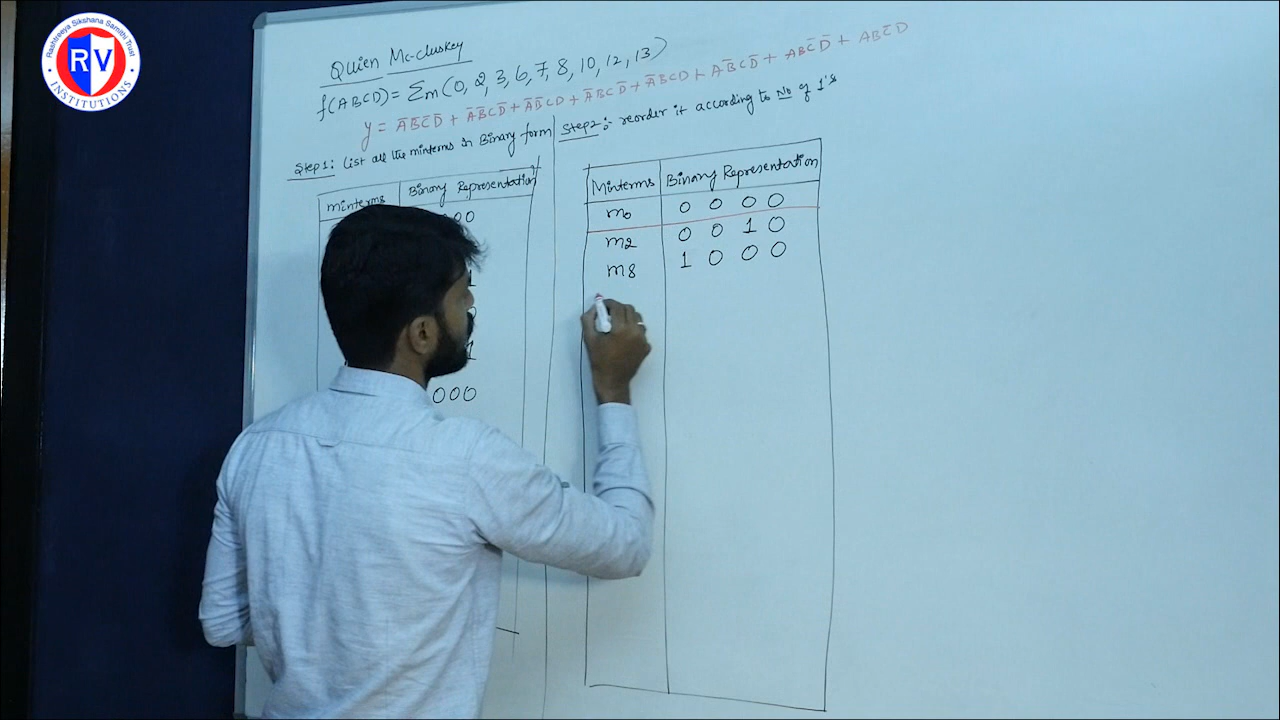 Rashtreeya Sikshana Samithi Trust
RV
INSTITUTIONS
Quien Mc-cluskey
f(ABCD) = Σm(0, 2, 3, 6, 7, 8, 10, 12, 13)
y = A̅B̅C̅D̅ + A̅B̅CD̅ + A̅B̅CD + A̅BCD̅ + A̅BCD + AB̅C̅D̅ + ABC̅D̅ + ABC̅D
Step 1: List all the minterms in Binary form
minterms Binary Representation
00
1
1
000
Step 2:- reorder it according to No of 1's
Minterms Binary Representation
m0 0 0 0 0
m2 0 0 1 0
m8 1 0 0 0